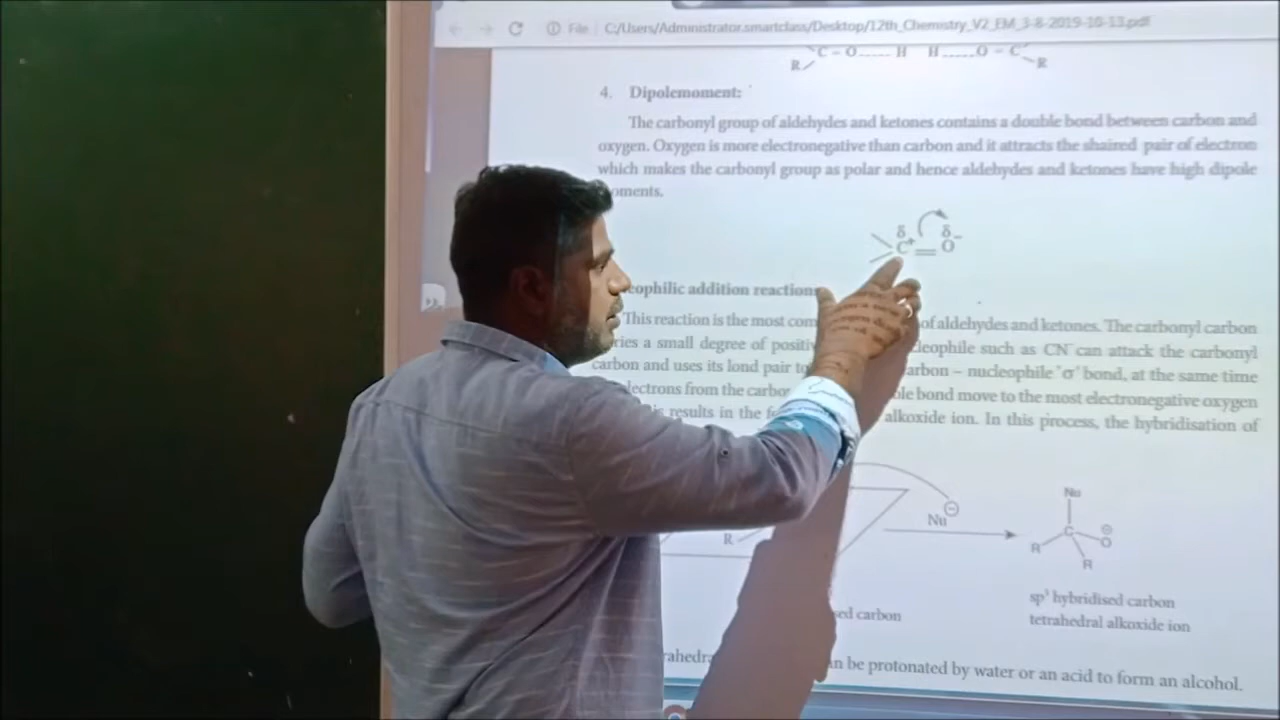 File C:/Users/Administrator.smartclass/Desktop/12th_Chemistry_V2_EM_3-8-2019-10-13.pdf
C – O ...... H H ...... O – C
R R
4. Dipolemoment:
The carbonyl group of aldehydes and ketones contains a double bond between carbon and
oxygen. Oxygen is more electronegative than carbon and it attracts the shaired pair of electron
which makes the carbonyl group as polar and hence aldehydes and ketones have high dipole
oments.
δ δ
C+ = O−
eophilic addition reactions
This reaction is the most com of aldehydes and ketones. The carbonyl carbon
ries a small degree of positiv cleophile such as CN− can attack the carbonyl
carbon and uses its lond pair to arbon – nucleophile 'σ' bond, at the same time
lectrons from the carbo ble bond move to the most electronegative oxygen
results in the alkoxide ion. In this process, the hybridisation of
Nu
Nu⊖
R C O⊖
R R
sp³ hybridised carbon
sed carbon tetrahedral alkoxide ion
rahedra n be protonated by water or an acid to form an alcohol.